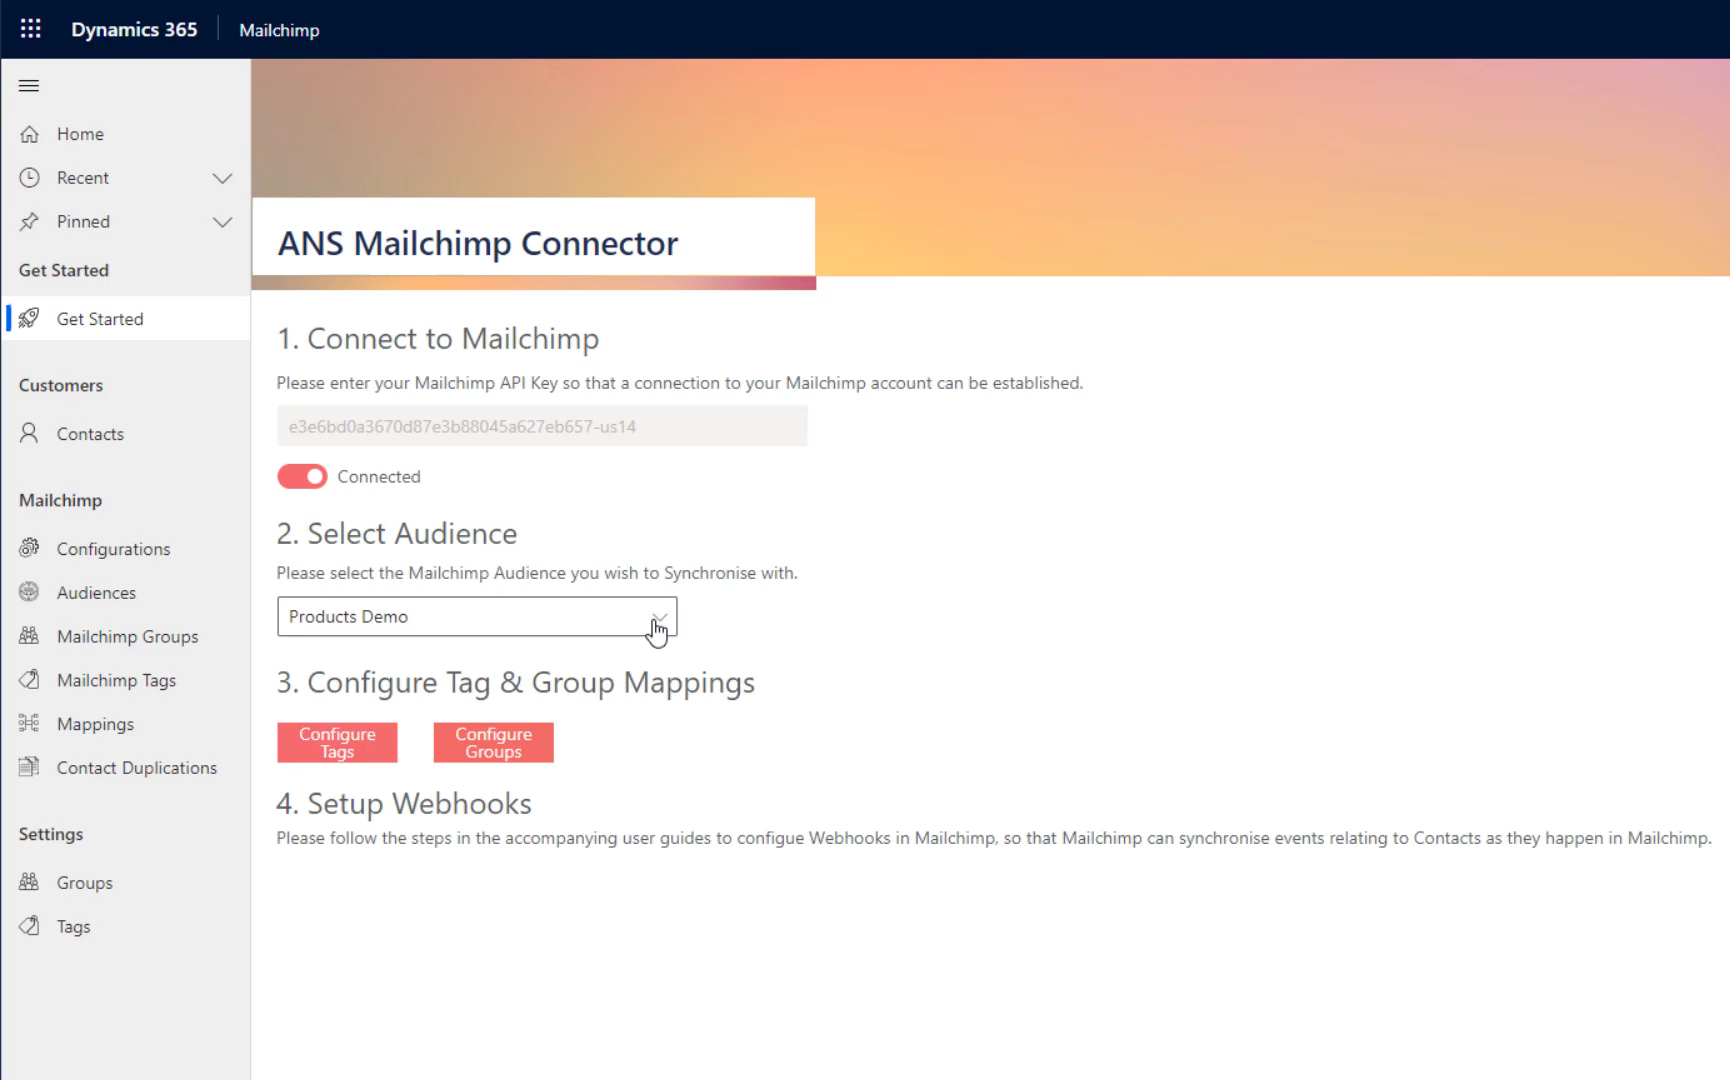 Dynamics 365
Mailchimp
Home
Recent
Pinned
Get Started
Get Started
Customers
Contacts
Mailchimp
Configurations
Audiences
Mailchimp Groups
Mailchimp Tags
Mappings
Contact Duplications
Settings
Groups
Tags
ANS Mailchimp Connector
1. Connect to Mailchimp
Please enter your Mailchimp API Key so that a connection to your Mailchimp account can be established.
e3e6bd0a3670d87e3b88045a627eb657-us14
Connected
2. Select Audience
Please select the Mailchimp Audience you wish to Synchronise with.
Products Demo
3. Configure Tag & Group Mappings
Configure
Tags
Configure
Groups
4. Setup Webhooks
Please follow the steps in the accompanying user guides to configue Webhooks in Mailchimp, so that Mailchimp can synchronise events relating to Contacts as they happen in Mailchimp.